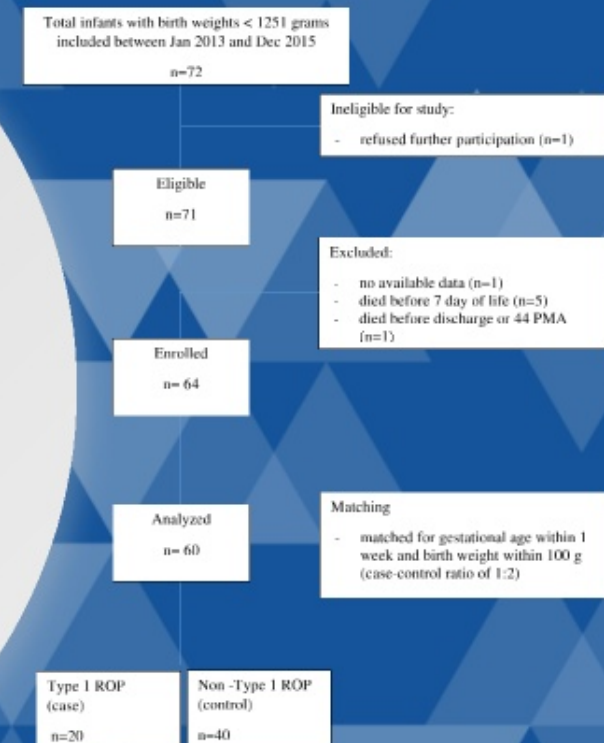 Total infants with birth weights < 1251 grams
included between Jan 2013 and Dec 2015
n=72
Ineligible for study:
- refused further participation (n=1)
Eligible
n=71
Excluded:
- no available data (n=1)
- died before 7 day of life (n=5)
- died before discharge or 44 PMA
(n=1)
Enrolled
n= 64
Matching
- matched for gestational age within 1
week and birth weight within 100 g
(case-control ratio of 1:2)
Analyzed
n= 60
Type 1 ROP
(case)
n=20
Non -Type 1 ROP
(control)
n=40